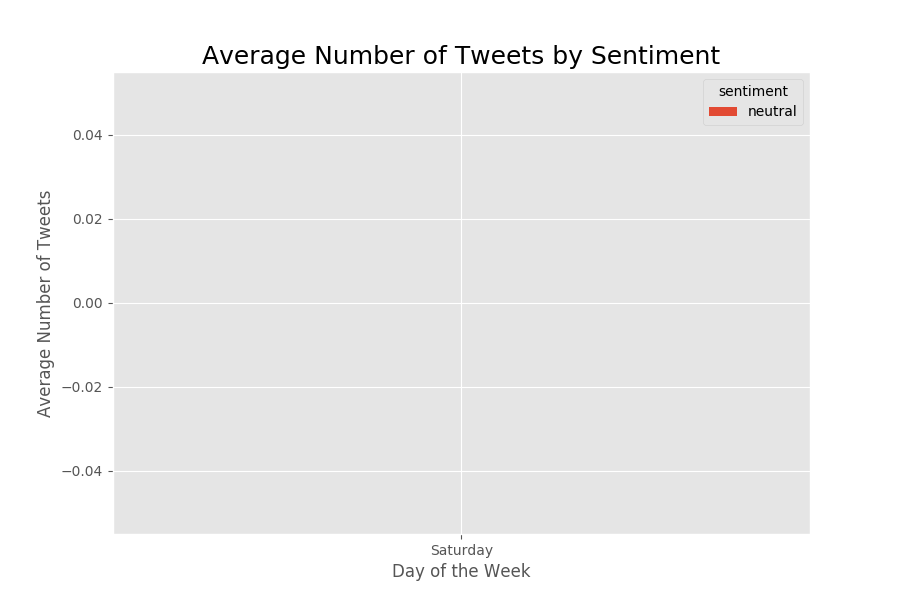 Average Number of Tweets by Sentiment
sentiment
neutral
Average Number of Tweets
0.04
0.02
0.00
−0.02
−0.04
Saturday
Day of the Week